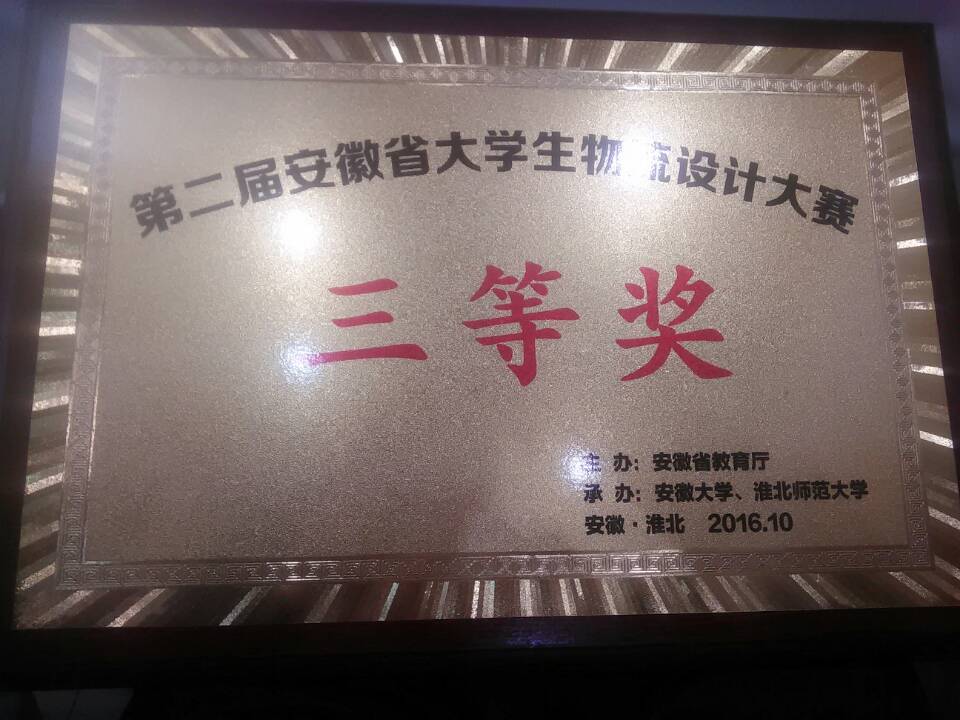 第二届安徽省大学生物流设计大赛
三等奖
主 办：安徽省教育厅
承 办：安徽大学、淮北师范大学
安徽·淮北 2016.10